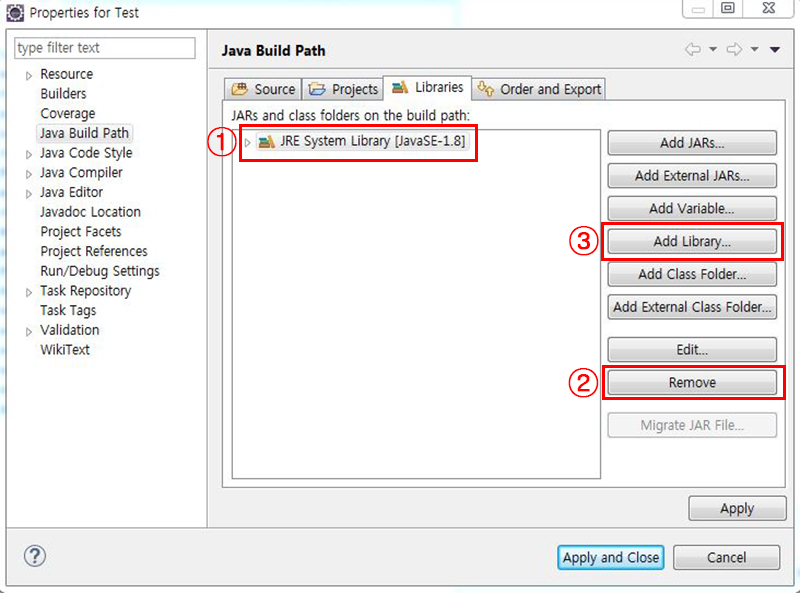 Properties for Test
type filter text
Resource
Builders
Coverage
Java Build Path
Java Code Style
Java Compiler
Java Editor
Javadoc Location
Project Facets
Project References
Run/Debug Settings
Task Repository
Task Tags
Validation
WikiText
Java Build Path
Source
Projects
Libraries
Order and Export
JARs and class folders on the build path:
① JRE System Library [JavaSE-1.8]
Add JARs...
Add External JARs...
Add Variable...
③ Add Library...
Add Class Folder...
Add External Class Folder...
Edit...
② Remove
Migrate JAR File...
Apply
?
Apply and Close
Cancel